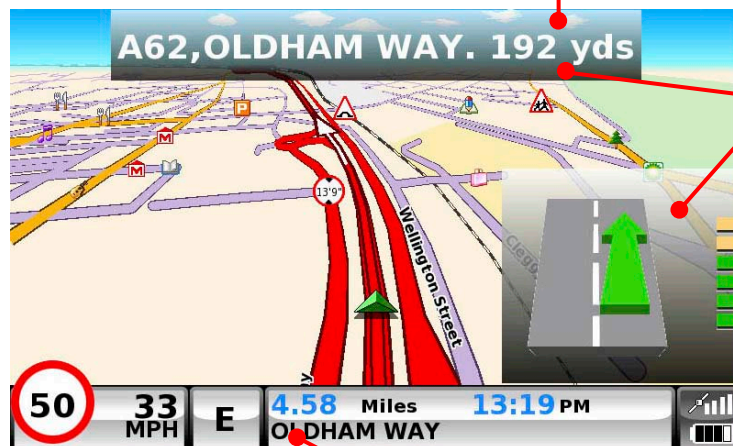 A62,OLDHAM WAY. 192 yds
P
M
M
13'9"
Wellington Street
Clegg
y
50
33
MPH
E
4.58 Miles
13:19 PM
OLDHAM WAY